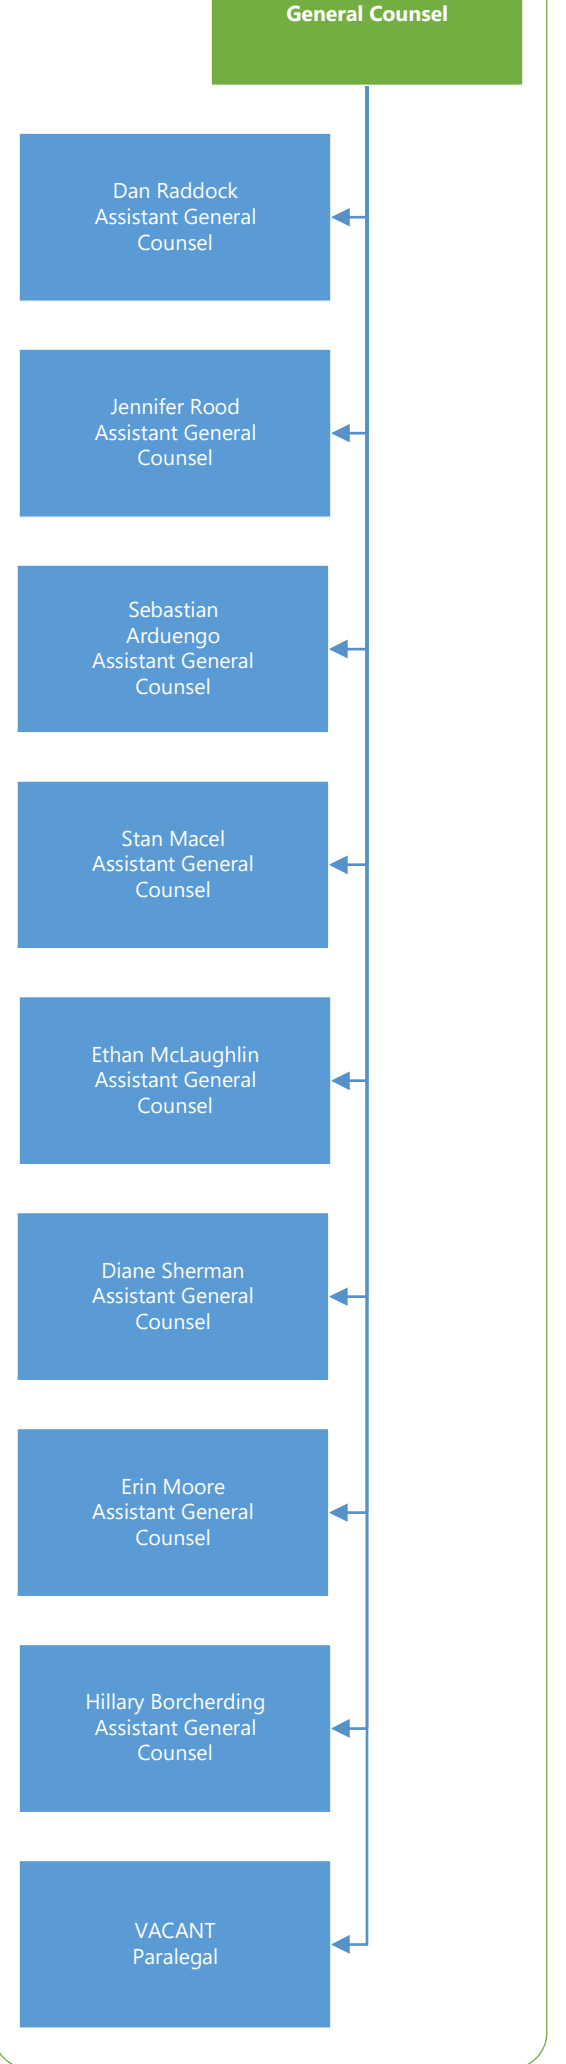 General Counsel
Dan Raddock
Assistant General
Counsel
Jennifer Rood
Assistant General
Counsel
Sebastian
Arduengo
Assistant General
Counsel
Stan Macel
Assistant General
Counsel
Ethan McLaughlin
Assistant General
Counsel
Diane Sherman
Assistant General
Counsel
Erin Moore
Assistant General
Counsel
Hillary Borcherding
Assistant General
Counsel
VACANT
Paralegal